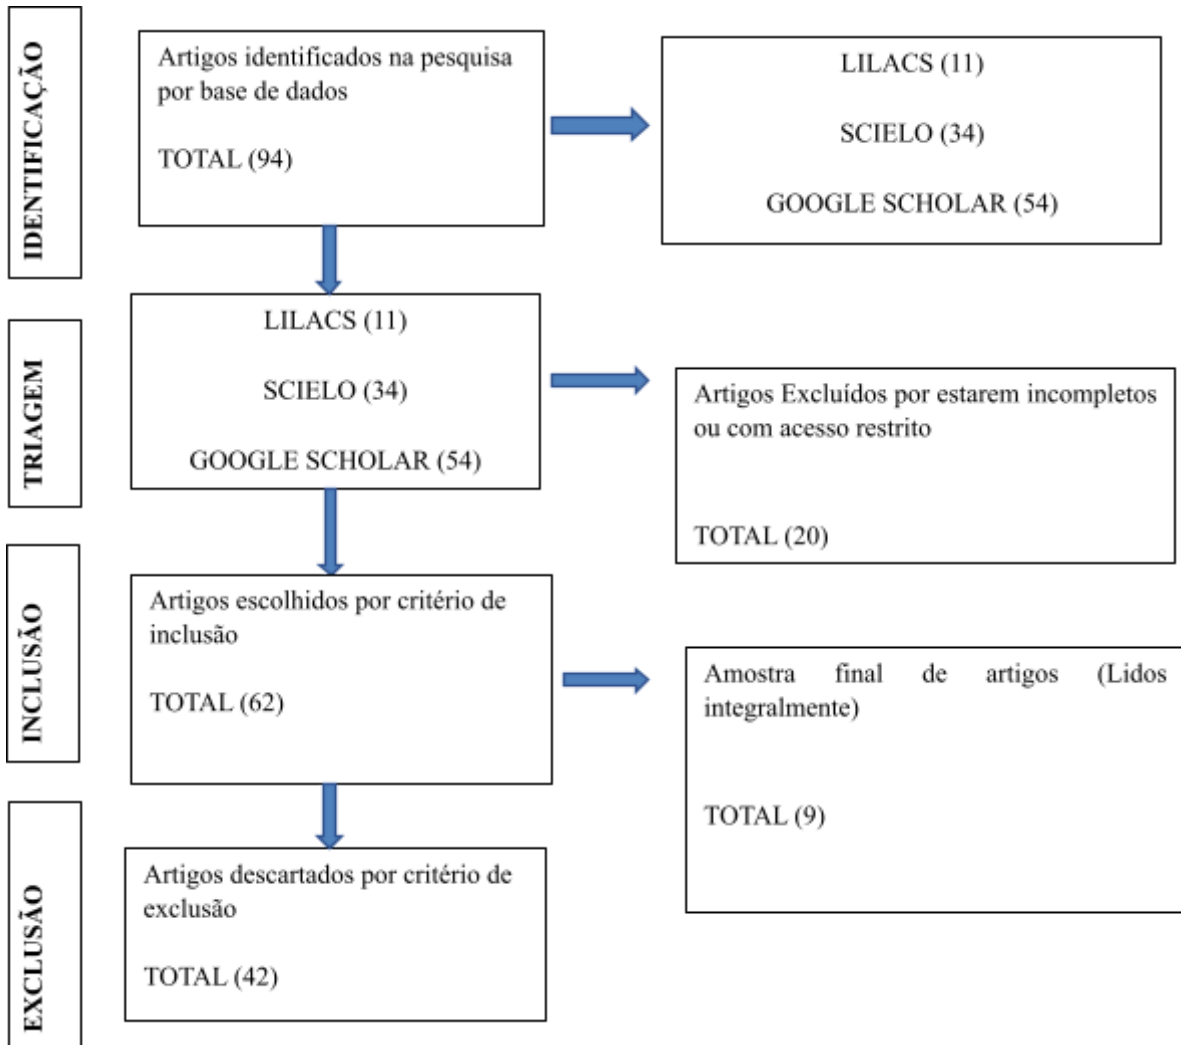 IDENTIFICAÇÃO
Artigos identificados na pesquisa
por base de dados
TOTAL (94)
LILACS (11)
SCIELO (34)
GOOGLE SCHOLAR (54)
TRIAGEM
LILACS (11)
SCIELO (34)
GOOGLE SCHOLAR (54)
Artigos Excluídos por estarem incompletos
ou com acesso restrito
TOTAL (20)
INCLUSÃO
Artigos escolhidos por critério de
inclusão
TOTAL (62)
Amostra final de artigos (Lidos
integralmente)
TOTAL (9)
EXCLUSÃO
Artigos descartados por critério de
exclusão
TOTAL (42)